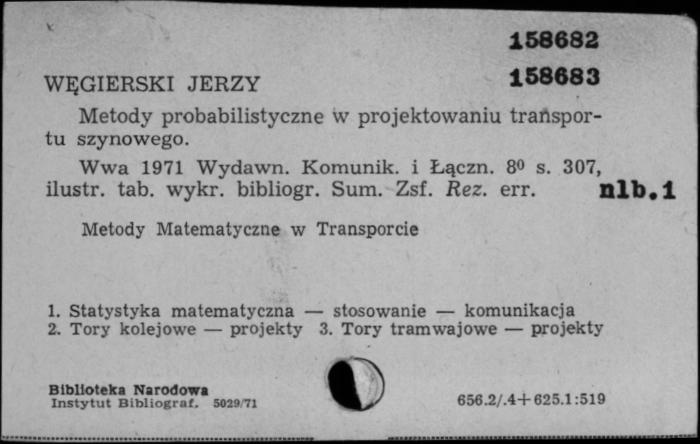 158682
WĘGIERSKI JERZY 158683
Metody probabilistyczne w projektowaniu transpor-
tu szynowego.
Wwa 1971 Wydawn. Komunik. i Łączn. 8⁰ s. 307,
ilustr. tab. wykr. bibliogr. Sum. Zsf. Rez. err. nlb.1
Metody Matematyczne w Transporcie
1. Statystyka matematyczna — stosowanie — komunikacja
2. Tory kolejowe — projekty 3. Tory tramwajowe — projekty
Biblioteka Narodowa
Instytut Bibliograf. 5029/71 656.2/.4+625.1:519